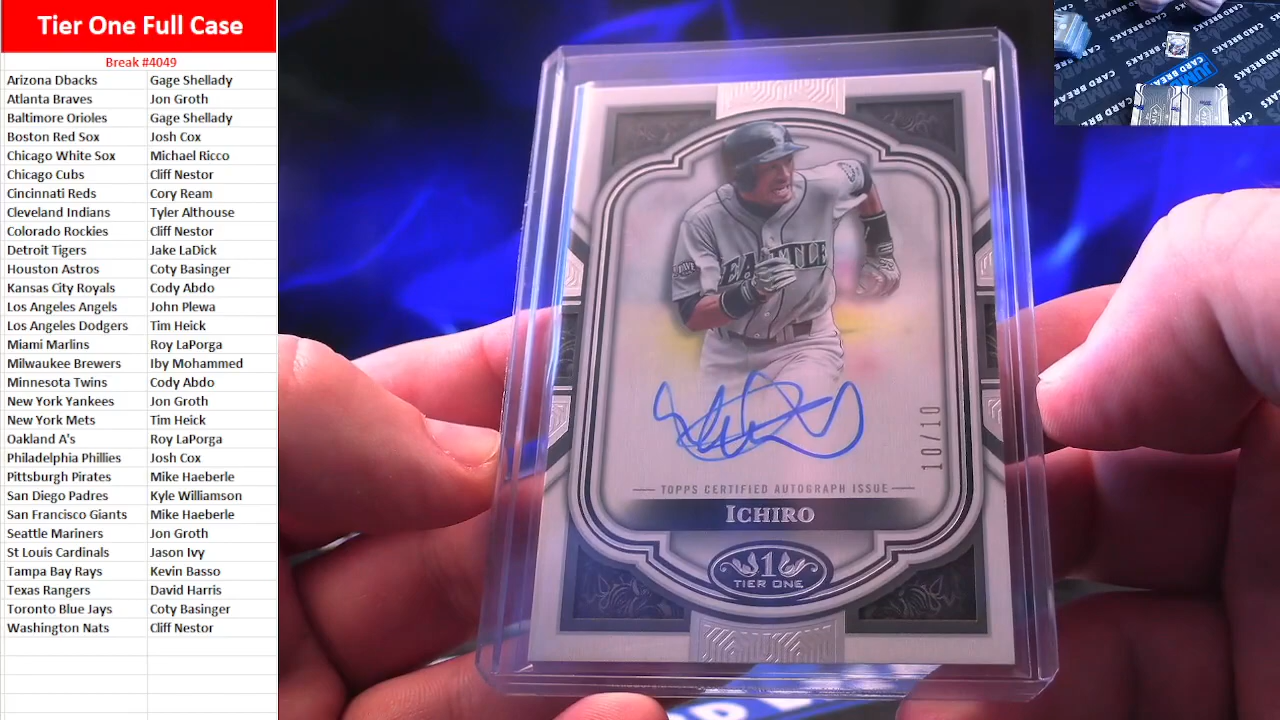 Tier One Full Case
Break #4049
Arizona Dbacks Gage Shellady
Atlanta Braves Jon Groth
Baltimore Orioles Gage Shellady
Boston Red Sox Josh Cox
Chicago White Sox Michael Ricco
Chicago Cubs Cliff Nestor
Cincinnati Reds Cory Ream
Cleveland Indians Tyler Althouse
Colorado Rockies Cliff Nestor
Detroit Tigers Jake LaDick
Houston Astros Coty Basinger
Kansas City Royals Cody Abdo
Los Angeles Angels John Plewa
Los Angeles Dodgers Tim Heick
Miami Marlins Roy LaPorga
Milwaukee Brewers Iby Mohammed
Minnesota Twins Cody Abdo
New York Yankees Jon Groth
New York Mets Tim Heick
Oakland A's Roy LaPorga
Philadelphia Phillies Josh Cox
Pittsburgh Pirates Mike Haeberle
San Diego Padres Kyle Williamson
San Francisco Giants Mike Haeberle
Seattle Mariners Jon Groth
St Louis Cardinals Jason Ivy
Tampa Bay Rays Kevin Basso
Texas Rangers David Harris
Toronto Blue Jays Coty Basinger
Washington Nats Cliff Nestor
SEATTLE
10/10
TOPPS CERTIFIED AUTOGRAPH ISSUE
ICHIRO
1
TIER ONE
CARD BREAKS
JUMBOS
CARD BREAKS
CARD BREAKS